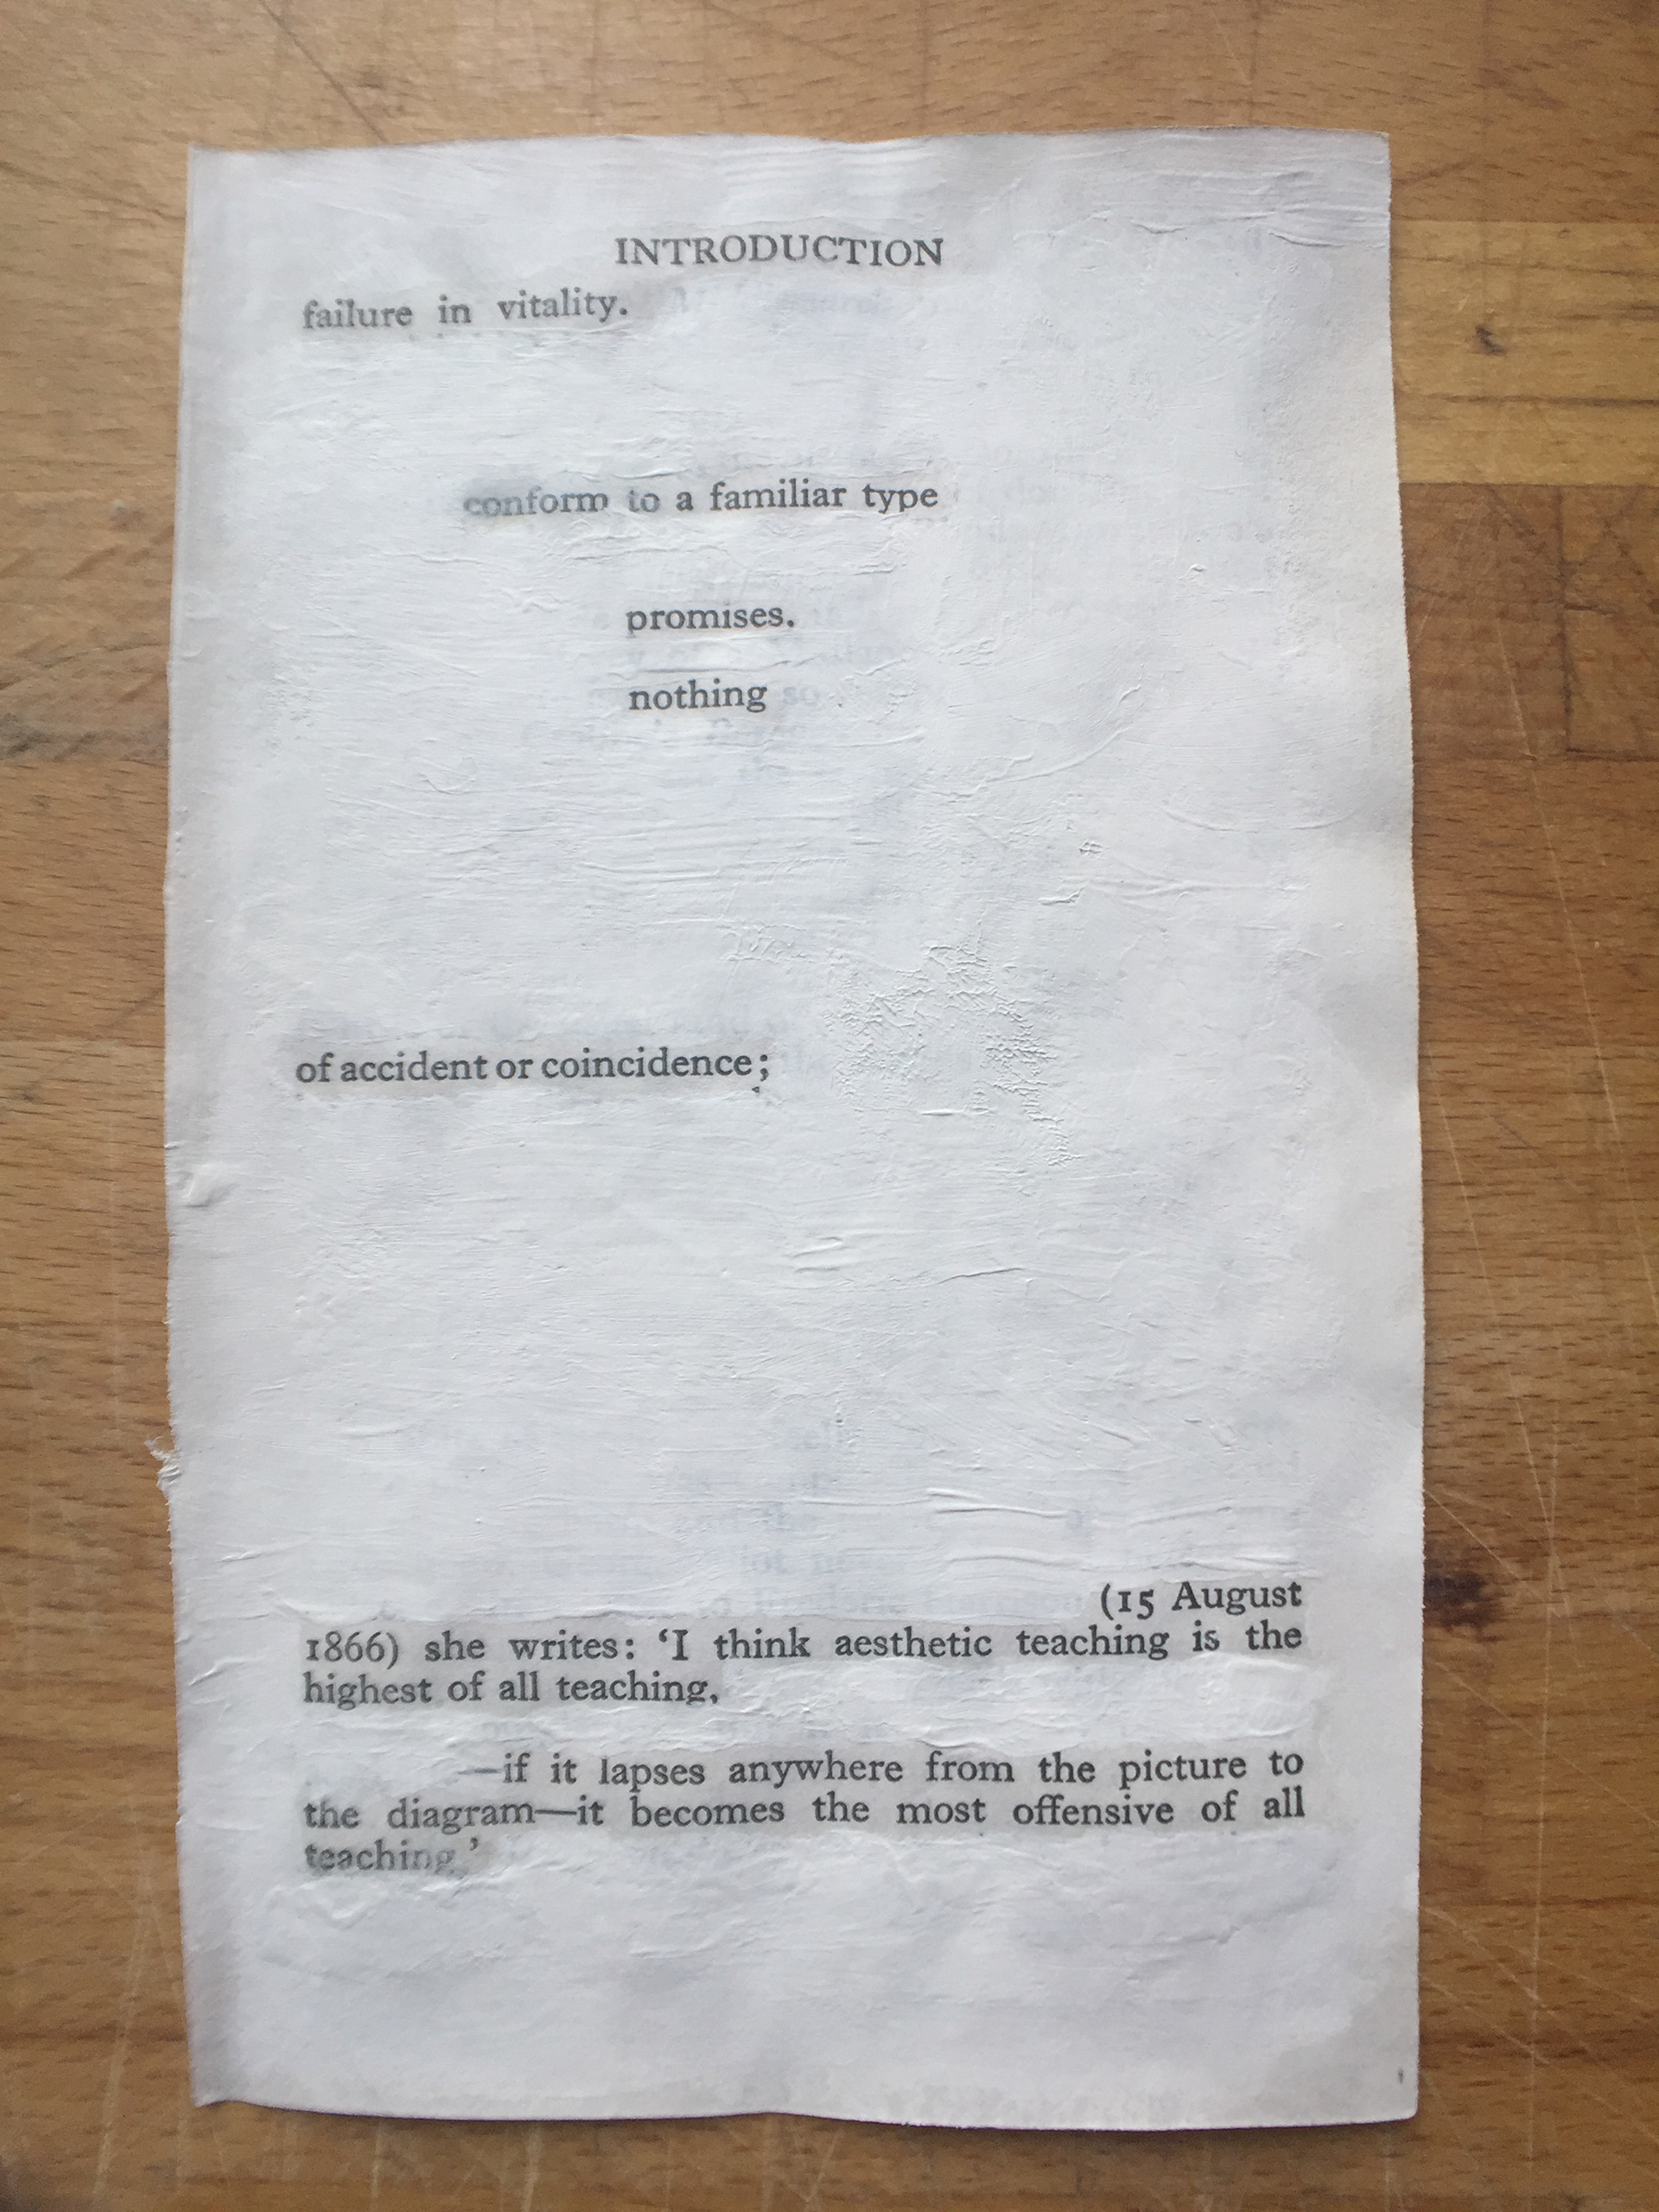 INTRODUCTION
failure in vitality.
conform to a familiar type
promises.
nothing
of accident or coincidence;
(15 August
1866) she writes: ‘I think aesthetic teaching is the
highest of all teaching,
—if it lapses anywhere from the picture to
the diagram—it becomes the most offensive of all
teaching.’